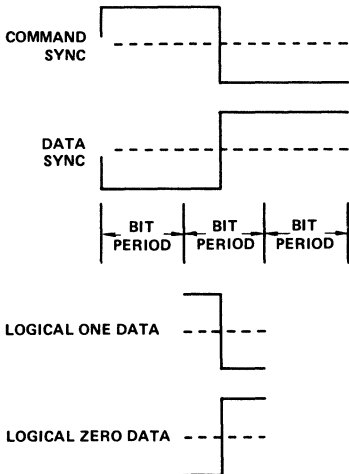 COMMAND
SYNC
DATA
SYNC
BIT PERIOD
BIT PERIOD
BIT PERIOD
LOGICAL ONE DATA
LOGICAL ZERO DATA